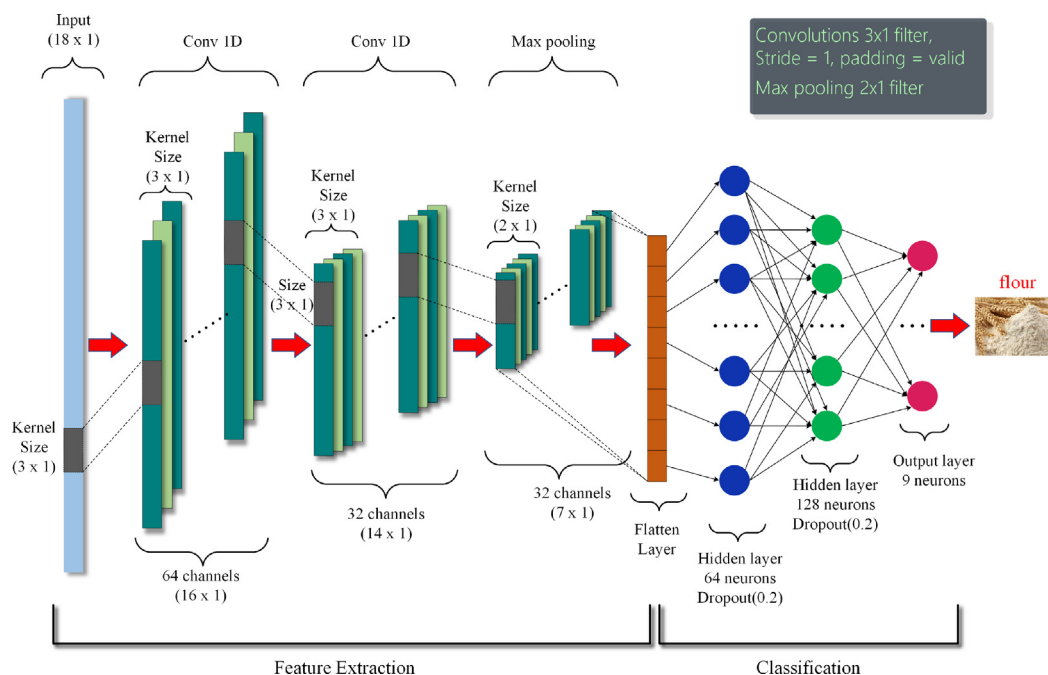 Input
(18 x 1)
Conv 1D
Conv 1D
Max pooling
Convolutions 3x1 filter,
Stride = 1, padding = valid
Max pooling 2x1 filter
Kernel
Size
(3 x 1)
Kernel
Size
(3 x 1)
Kernel
Size
(2 x 1)
Size
(3 x 1)
flour
Kernel
Size
(3 x 1)
64 channels
(16 x 1)
32 channels
(14 x 1)
32 channels
(7 x 1)
Flatten
Layer
Hidden layer
64 neurons
Dropout(0.2)
Hidden layer
128 neurons
Dropout(0.2)
Output layer
9 neurons
Feature Extraction
Classification